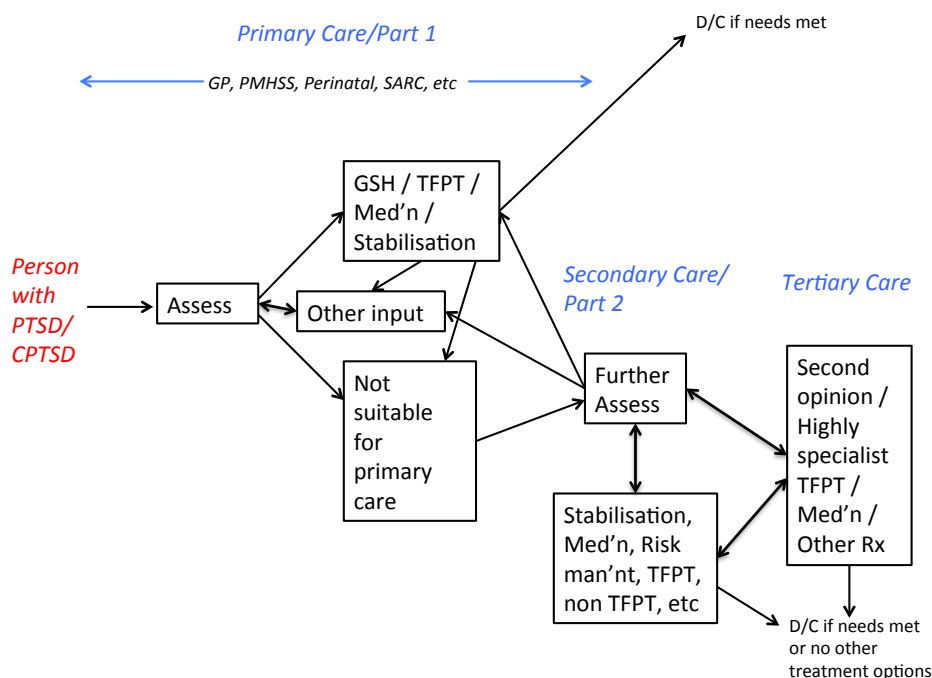 D/C if needs met
Primary Care/Part 1
GP, PMHSS, Perinatal, SARC, etc
GSH / TFPT /
Med’n /
Stabilisation
Person
with
PTSD/
CPTSD
Assess
Other input
Not
suitable
for
primary
care
Secondary Care/
Part 2
Tertiary Care
Further
Assess
Second
opinion /
Highly
specialist
TFPT /
Med’n /
Other Rx
Stabilisation,
Med’n, Risk
man’nt, TFPT,
non TFPT, etc
D/C if needs met
or no other
treatment options